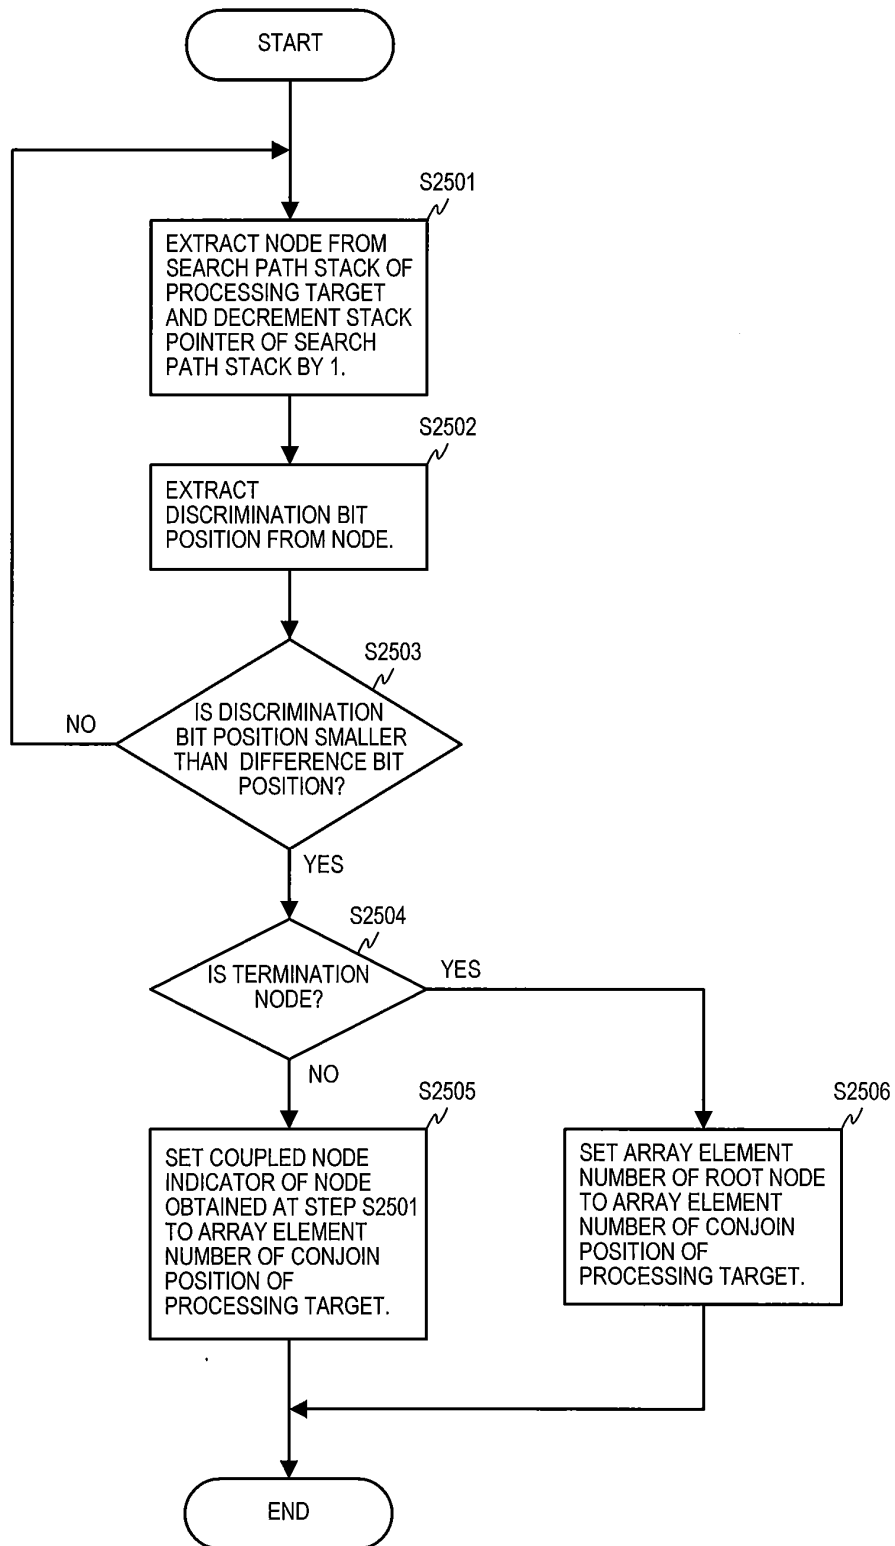 START
S2501
EXTRACT NODE FROM
SEARCH PATH STACK OF
PROCESSING TARGET
AND DECREMENT STACK
POINTER OF SEARCH
PATH STACK BY 1.
S2502
EXTRACT
DISCRIMINATION BIT
POSITION FROM NODE.
S2503
IS DISCRIMINATION
BIT POSITION SMALLER
THAN DIFFERENCE BIT
POSITION?
NO
YES
S2504
IS TERMINATION
NODE?
YES
NO
S2505
SET COUPLED NODE
INDICATOR OF NODE
OBTAINED AT STEP S2501
TO ARRAY ELEMENT
NUMBER OF CONJOIN
POSITION OF
PROCESSING TARGET.
S2506
SET ARRAY ELEMENT
NUMBER OF ROOT NODE
TO ARRAY ELEMENT
NUMBER OF CONJOIN
POSITION OF
PROCESSING TARGET.
END